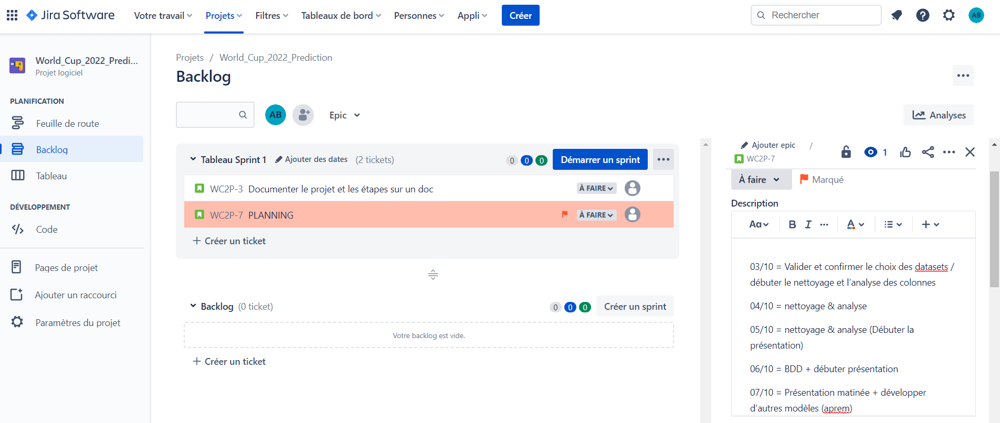 Jira Software
Votre travail
Projets
Filtres
Tableaux de bord
Personnes
Appli
Créer
Rechercher
AB
World_Cup_2022_Predi...
Projet logiciel
PLANIFICATION
Feuille de route
Backlog
Tableau
DÉVELOPPEMENT
Code
Pages de projet
Ajouter un raccourci
Paramètres du projet
Projets / World_Cup_2022_Prediction
Backlog
AB
Epic
Analyses
Tableau Sprint 1 Ajouter des dates (2 tickets) 0 0 0 Démarrer un sprint
WC2P-3 Documenter le projet et les étapes sur un doc À FAIRE
WC2P-7 PLANNING À FAIRE
+ Créer un ticket
Backlog (0 ticket) 0 0 0 Créer un sprint
Votre backlog est vide.
+ Créer un ticket
Ajouter epic /
WC2P-7
1
À faire Marqué
Description
Aa B I ... A +
03/10 = Valider et confirmer le choix des datasets /
débuter le nettoyage et l’analyse des colonnes
04/10 = nettoyage & analyse
05/10 = nettoyage & analyse (Débuter la
présentation)
06/10 = BDD + débuter présentation
07/10 = Présentation matinée + développer
d’autres modèles (aprem)